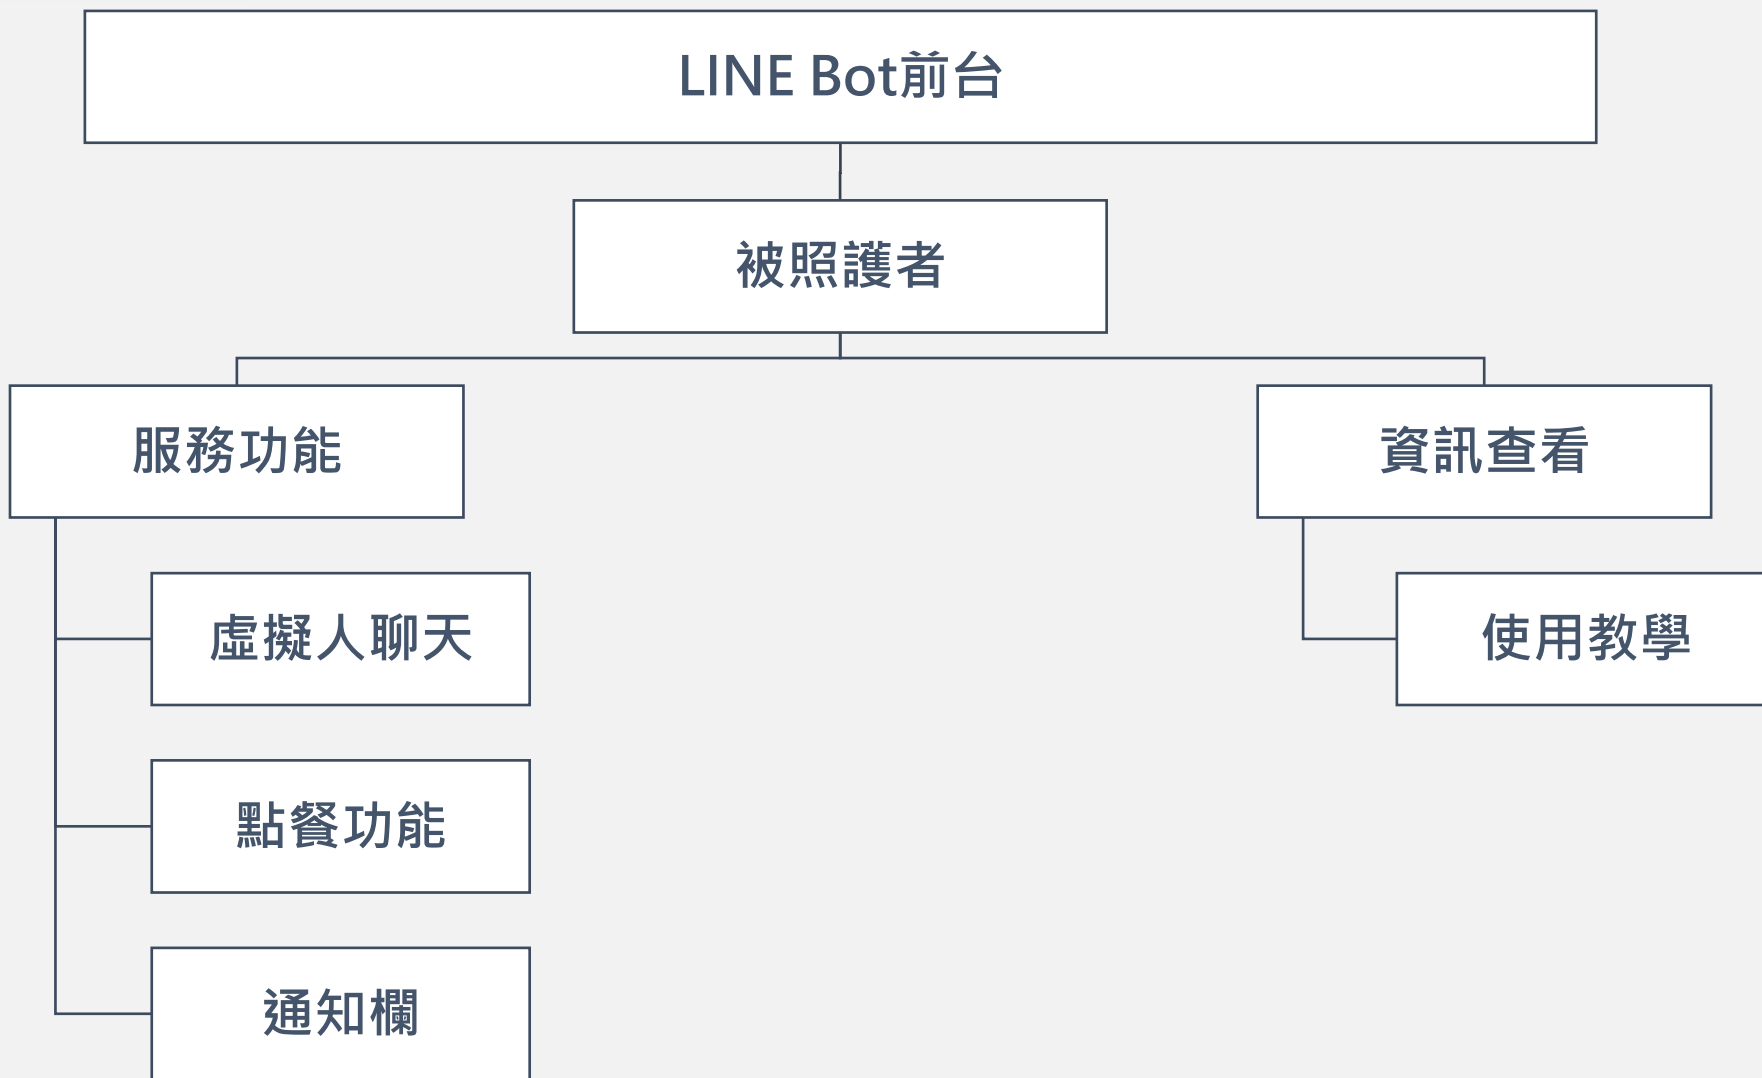 LINE Bot前台
被照護者
服務功能
資訊查看
虛擬人聊天
使用教學
點餐功能
通知欄